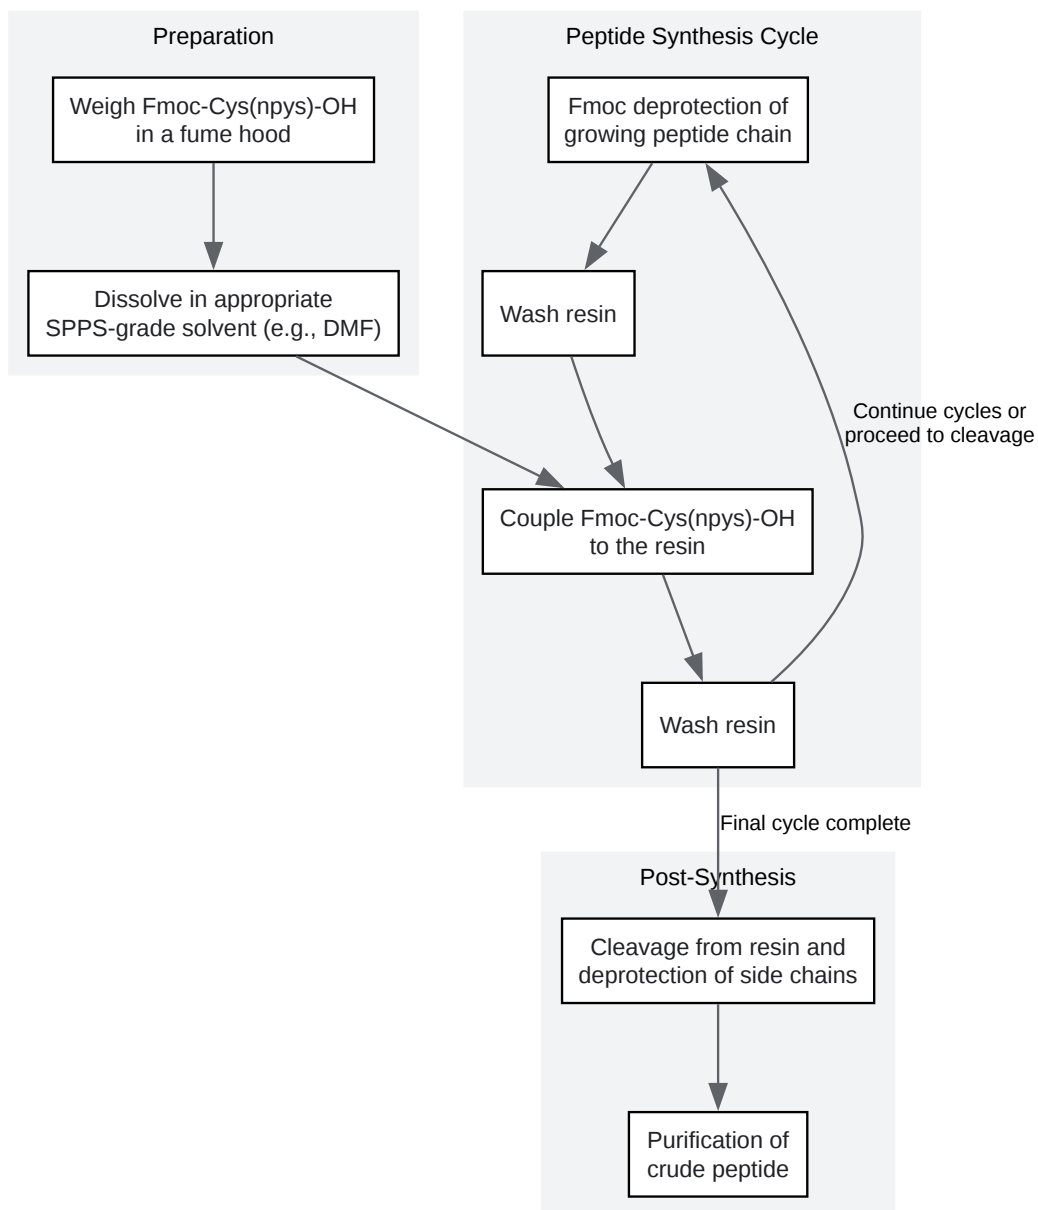 Preparation
Weigh Fmoc-Cys(npys)-OH
in a fume hood
Dissolve in appropriate
SPPS-grade solvent (e.g., DMF)
Peptide Synthesis Cycle
Fmoc deprotection of
growing peptide chain
Wash resin
Continue cycles or
proceed to cleavage
Couple Fmoc-Cys(npys)-OH
to the resin
Wash resin
Final cycle complete
Post-Synthesis
Cleavage from resin and
deprotection of side chains
Purification of
crude peptide